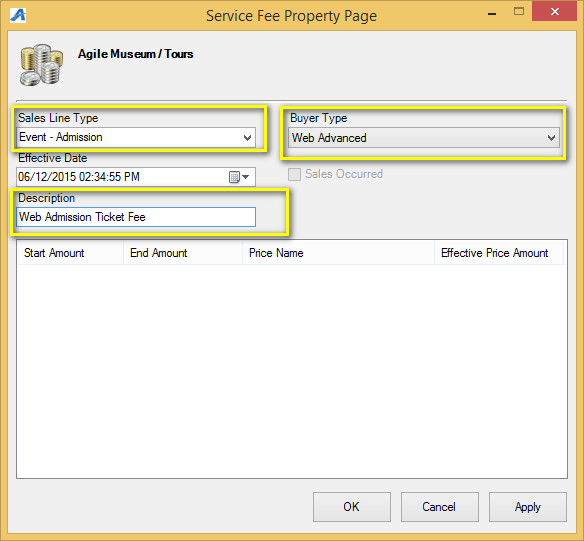 Service Fee Property Page
Agile Museum / Tours
Sales Line Type
Buyer Type
Event - Admission
Web Advanced
Effective Date
06/12/2015 02:34:55 PM
Sales Occurred
Description
Web Admission Ticket Fee
Start Amount End Amount Price Name Effective Price Amount
OK Cancel Apply